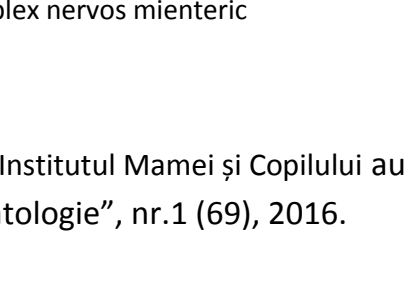 plex nervos mienteric
Institutul Mamei și Copilului au
tologie”, nr.1 (69), 2016.